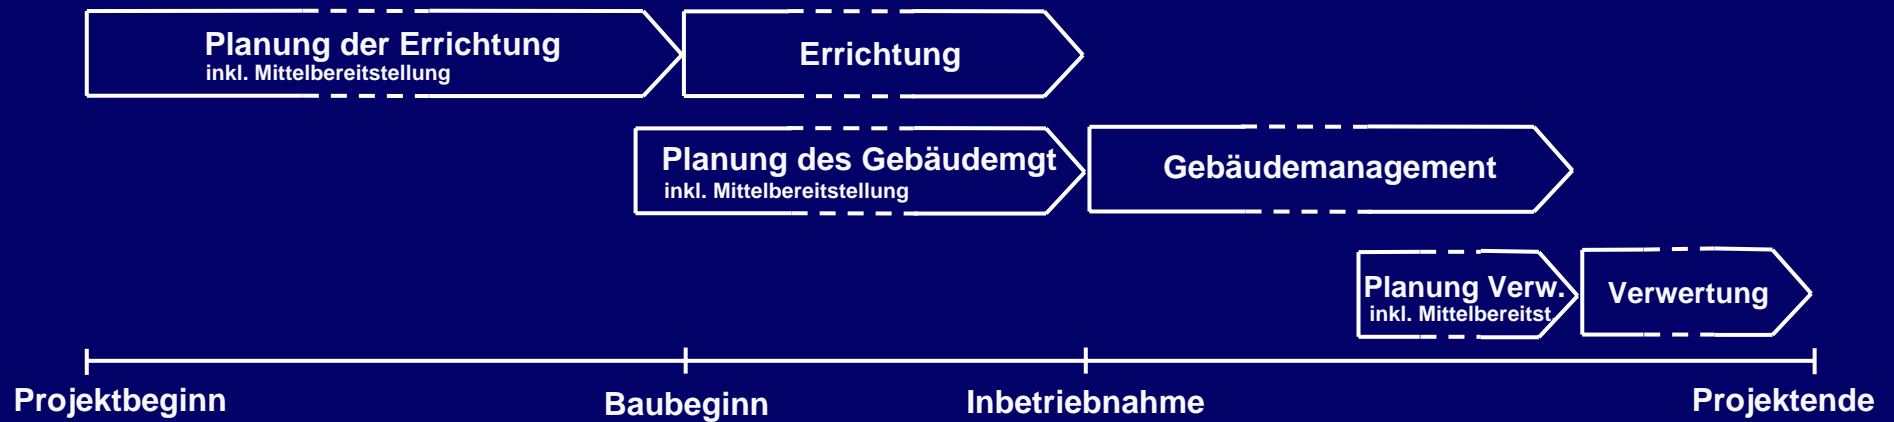 Planung der Errichtung
inkl. Mittelbereitstellung
Errichtung
Planung des Gebäudemgt
inkl. Mittelbereitstellung
Gebäudemanagement
Planung Verw.
inkl. Mittelbereitst.
Verwertung
Projektbeginn
Baubeginn
Inbetriebnahme
Projektende